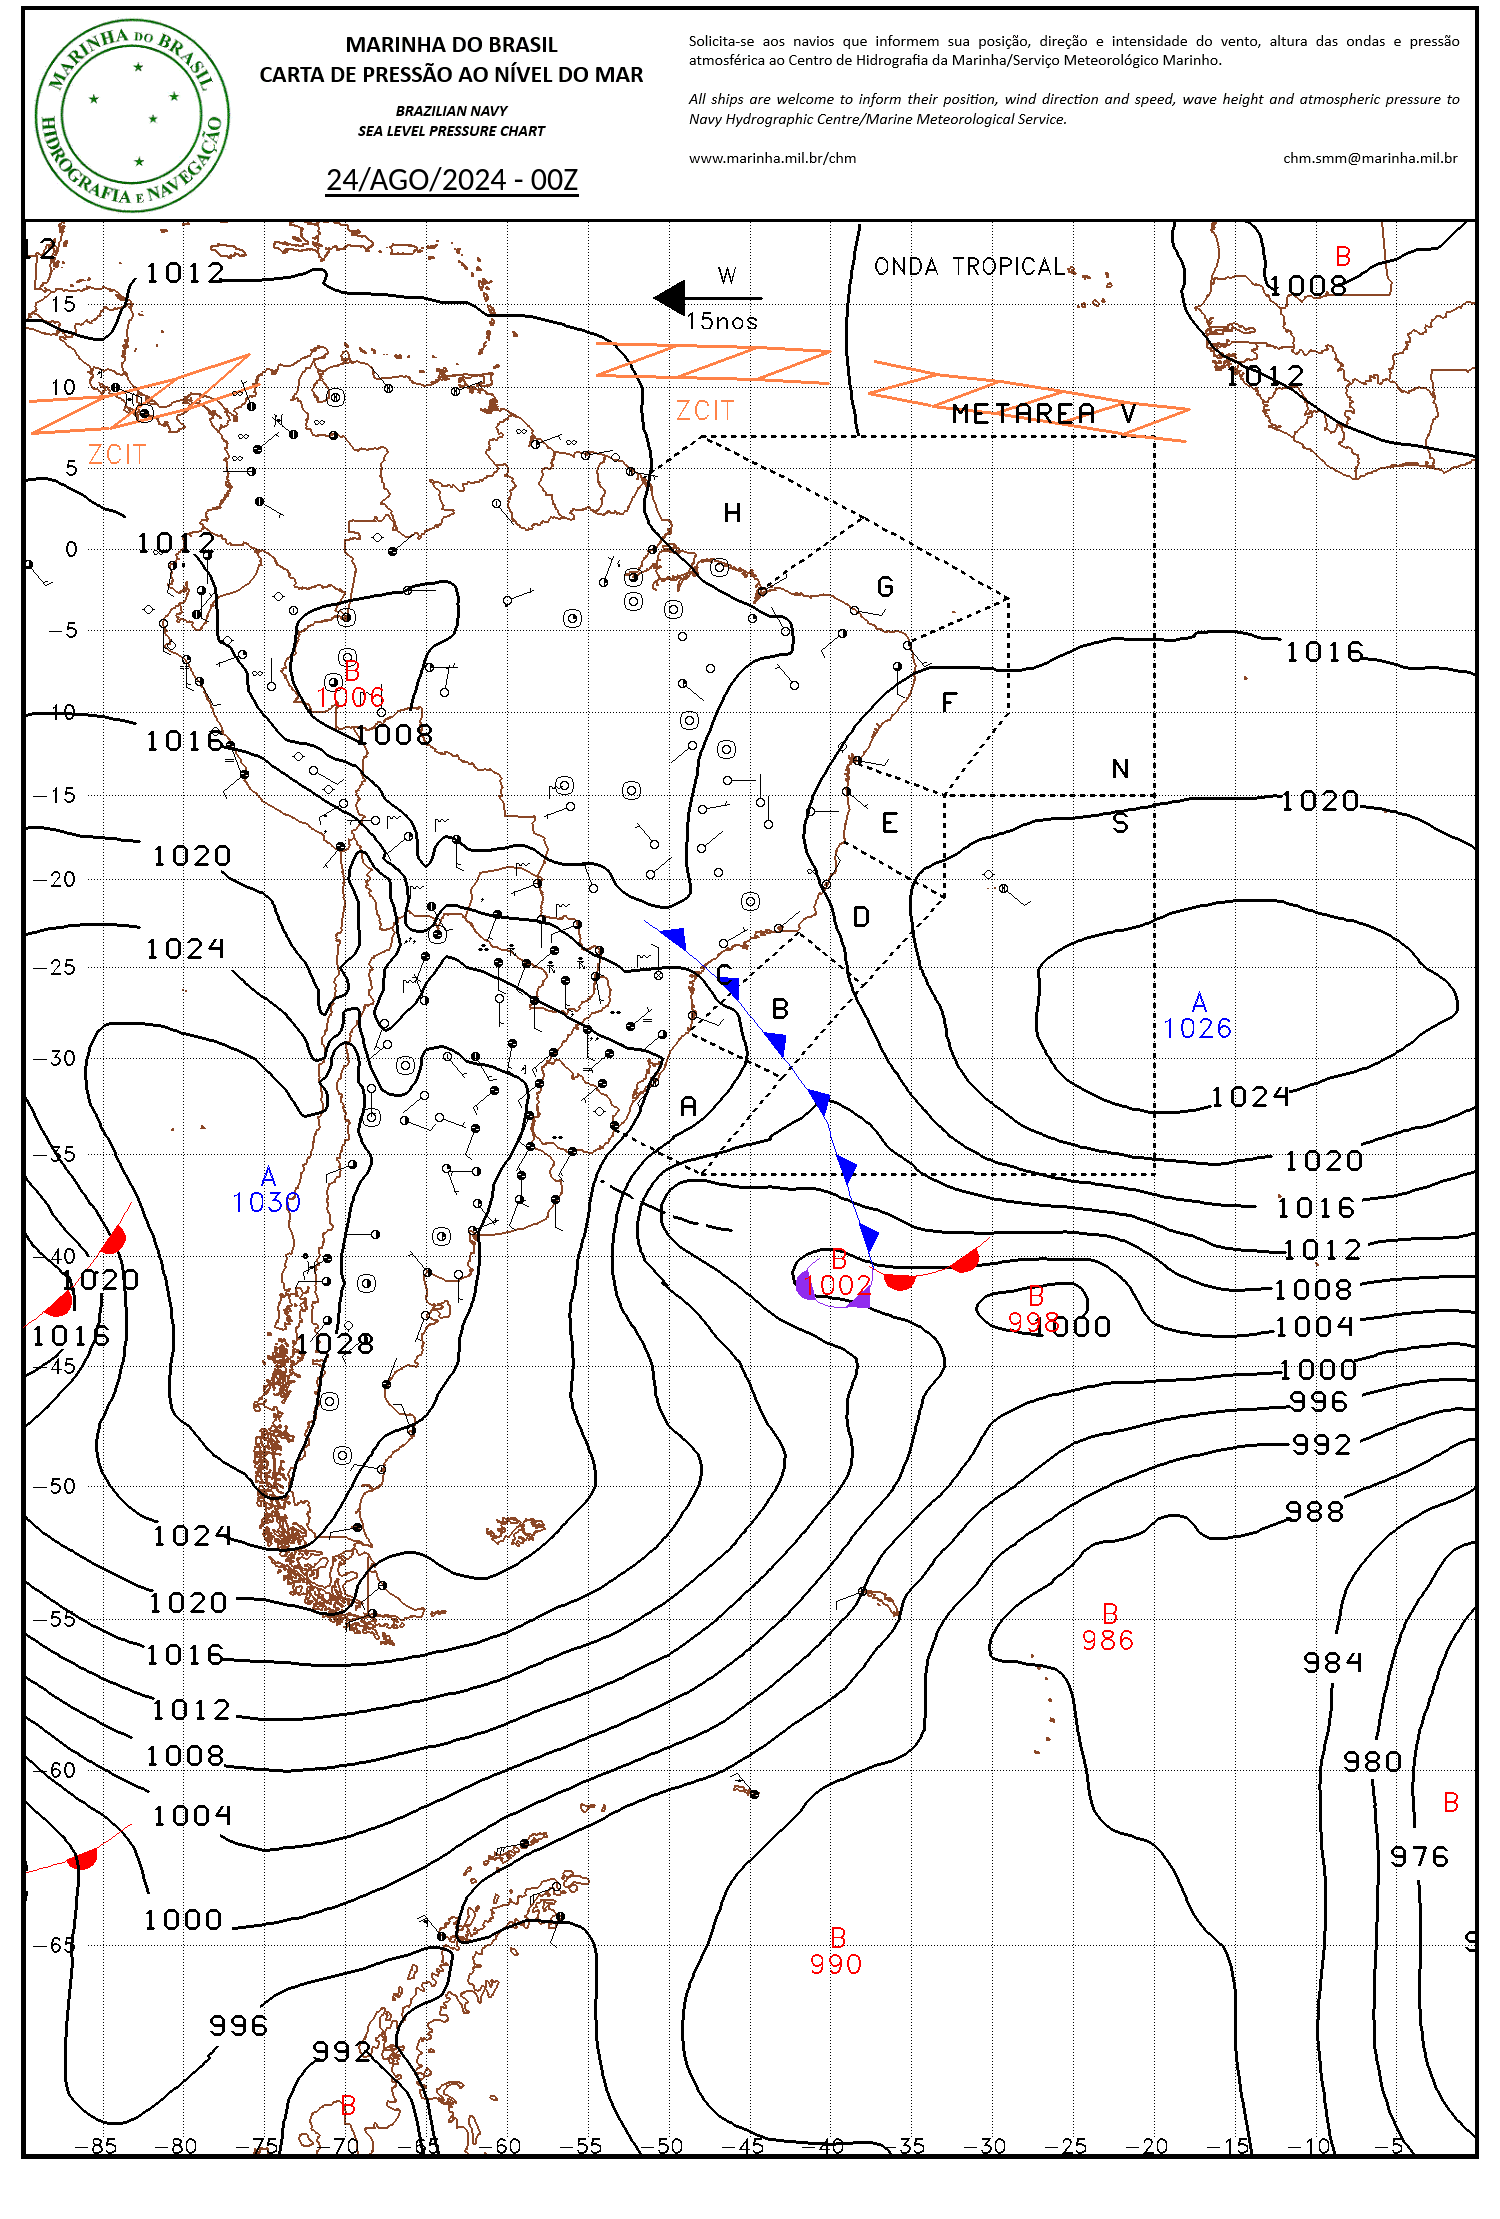 MARINHA DO BRASIL
HIDROGRAFIA E NAVEGAÇÃO
MARINHA DO BRASIL
CARTA DE PRESSÃO AO NÍVEL DO MAR
BRAZILIAN NAVY
SEA LEVEL PRESSURE CHART
24/AGO/2024 - 00Z
Solicita-se aos navios que informem sua posição, direção e intensidade do vento, altura das ondas e pressão
atmosférica ao Centro de Hidrografia da Marinha/Serviço Meteorológico Marinho.
All ships are welcome to inform their position, wind direction and speed, wave height and atmospheric pressure to
Navy Hydrographic Centre/Marine Meteorological Service.
www.marinha.mil.br/chm chm.smm@marinha.mil.br
12
1012
W
ONDA TROPICAL
B
1008
15
15nos
1012
10
ZCIT
METAREA V
ZCIT
5
H
1012
0
G
-5
1016
B
1006
F
-10
1016
1008
N
-15
1020
E
S
1020
-20
D
1024
-25
C
A
1026
B
-30
1024
A
-35
1020
A
1030
1016
-40
1012
B
1020
1002
1008
B
998
1000
1004
1016
1028
-45
1000
996
992
-50
988
1024
1020
-55
B
986
1016
984
1012
1008
-60
980
B
1004
976
1000
B
-65
990
996
992
B
-85 -80 -75 -70 -65 -60 -55 -50 -45 -40 -35 -30 -25 -20 -15 -10 -5